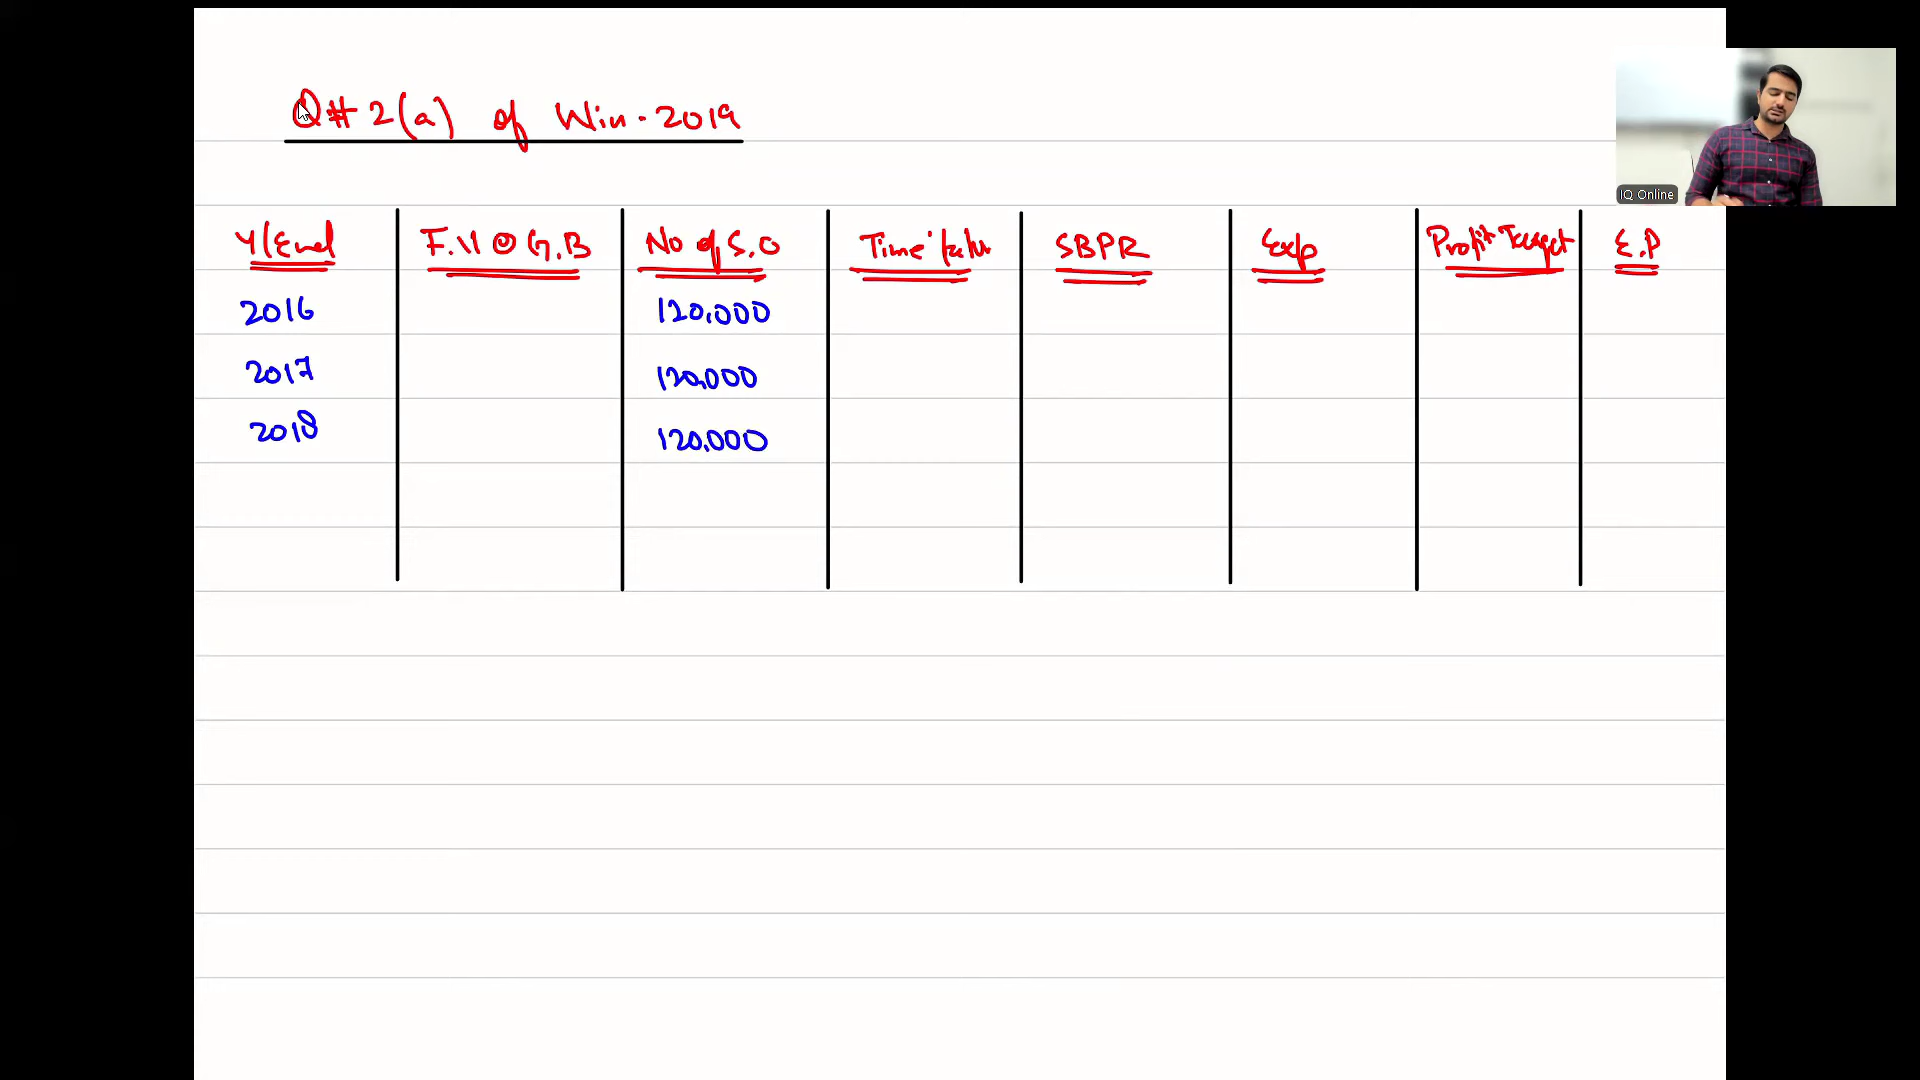 Q# 2(a) of Win-2019
IQ Online
Y/End F.V @ G.D No of S.O Time SBPR Exp Profit Target E.P
2016 120,000
2017 120,000
2018 120,000